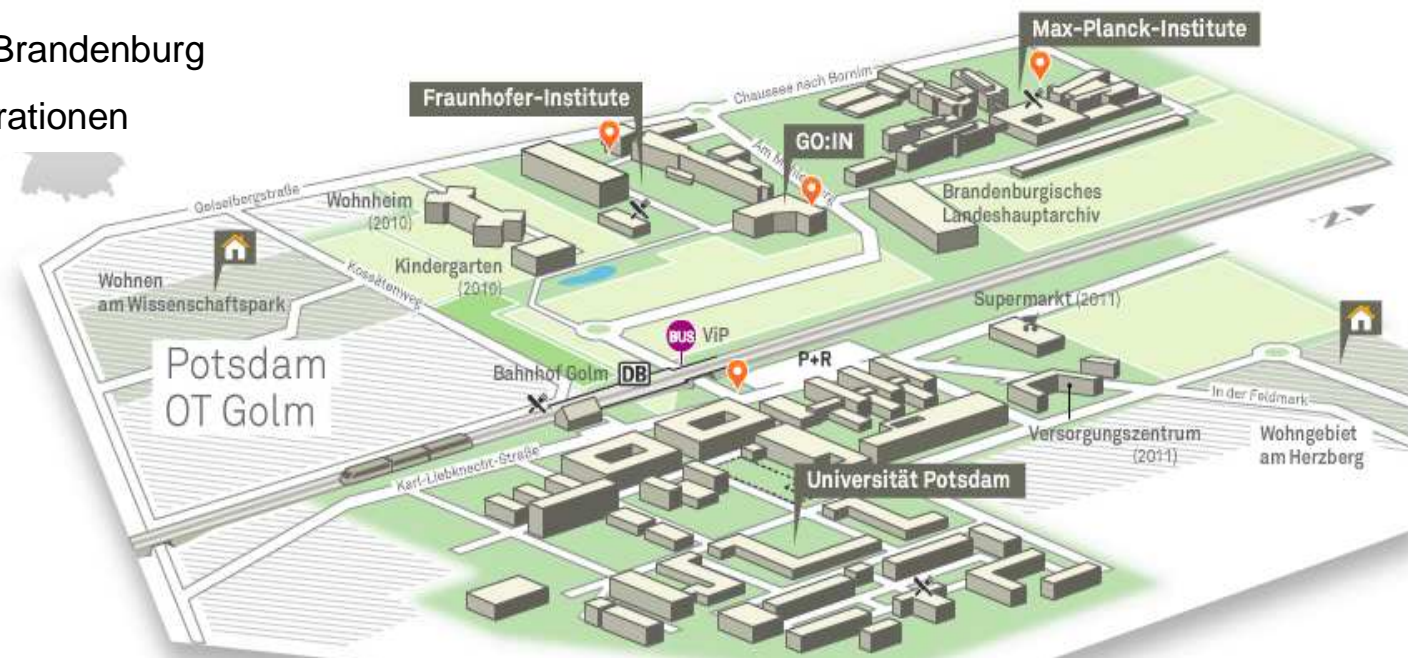 Brandenburg
rationen
Max-Planck-Institute
Fraunhofer-Institute
Chaussee nach Bornim
GO:IN
Am Mühlenberg
Geiselbergstraße
Wohnheim
(2010)
Brandenburgisches
Landeshauptarchiv
N
Kindergarten
(2010)
Wohnen
am Wissenschaftspark
Kossätenweg
Supermarkt (2011)
BUS ViP
P+R
Potsdam
OT Golm
Bahnhof Golm DB
In der Feldmark
Versorgungszentrum
(2011)
Wohngebiet
am Herzberg
Karl-Liebknecht-Straße
Universität Potsdam